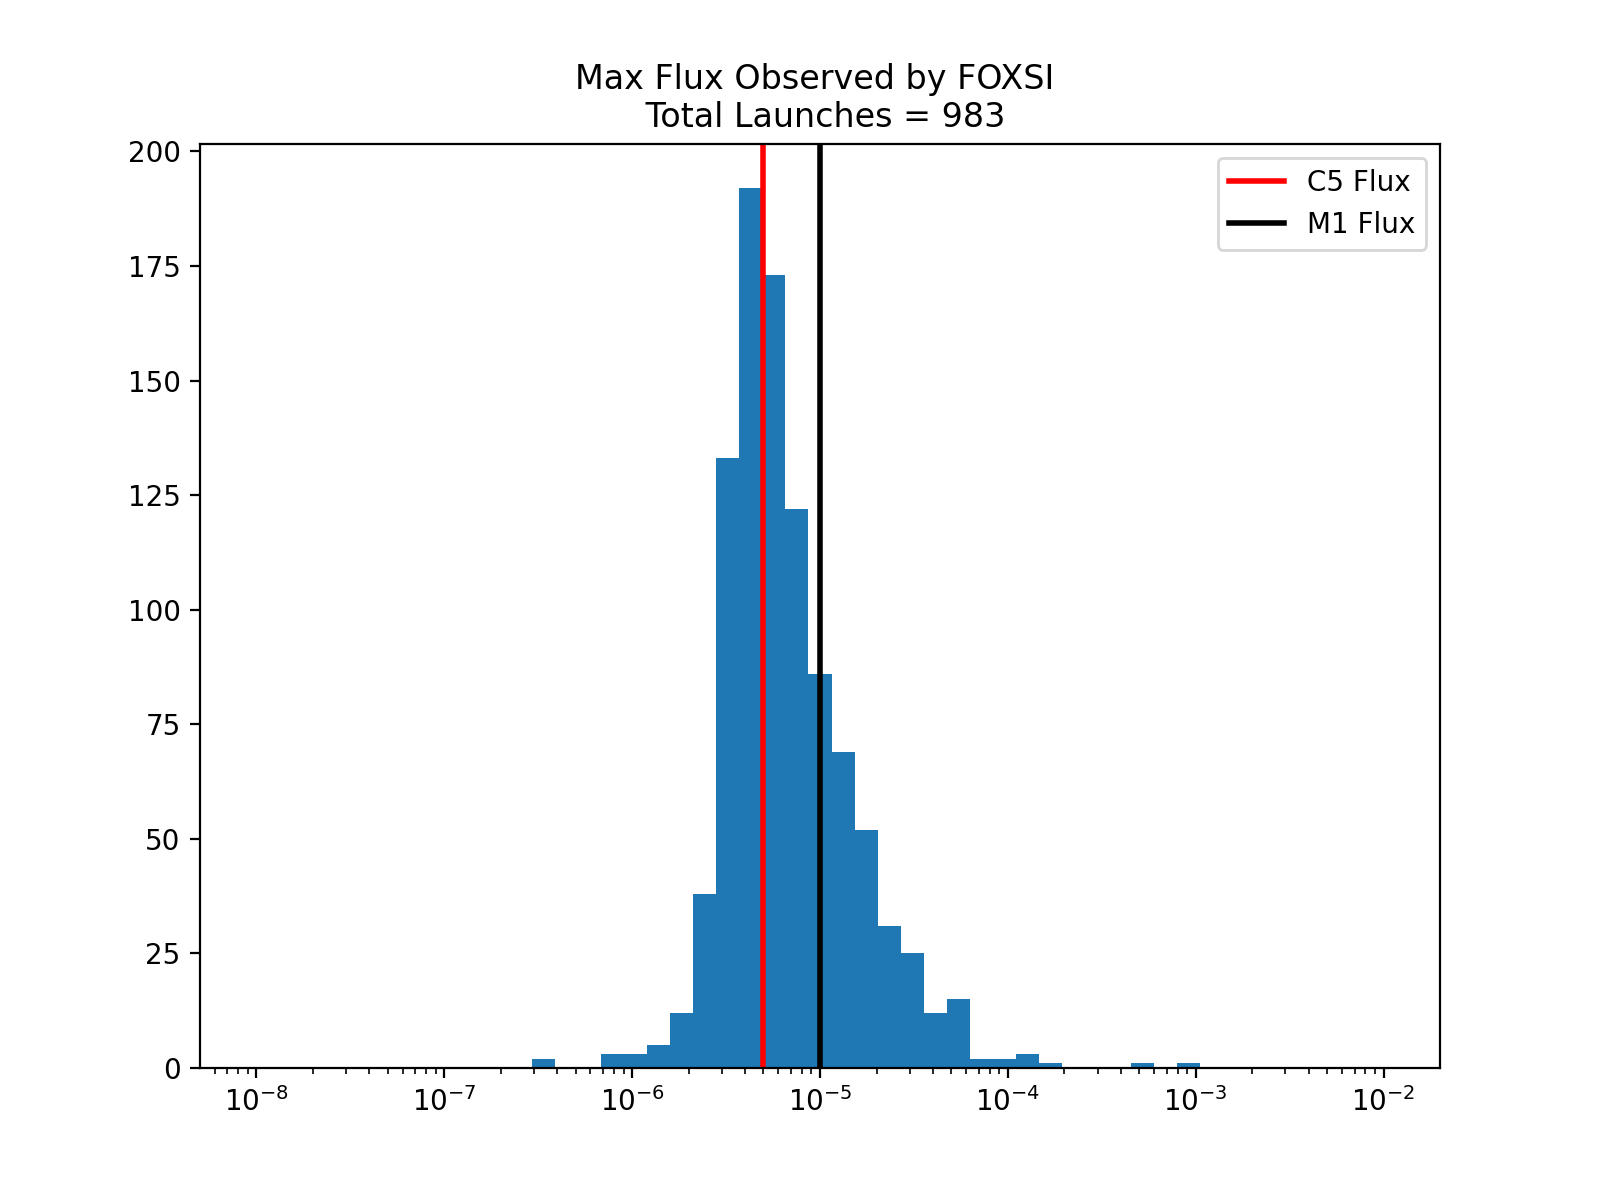 Max Flux Observed by FOXSI
Total Launches = 983
C5 Flux
M1 Flux
200
175
150
125
100
75
50
25
0
10⁻⁸ 10⁻⁷ 10⁻⁶ 10⁻⁵ 10⁻⁴ 10⁻³ 10⁻²